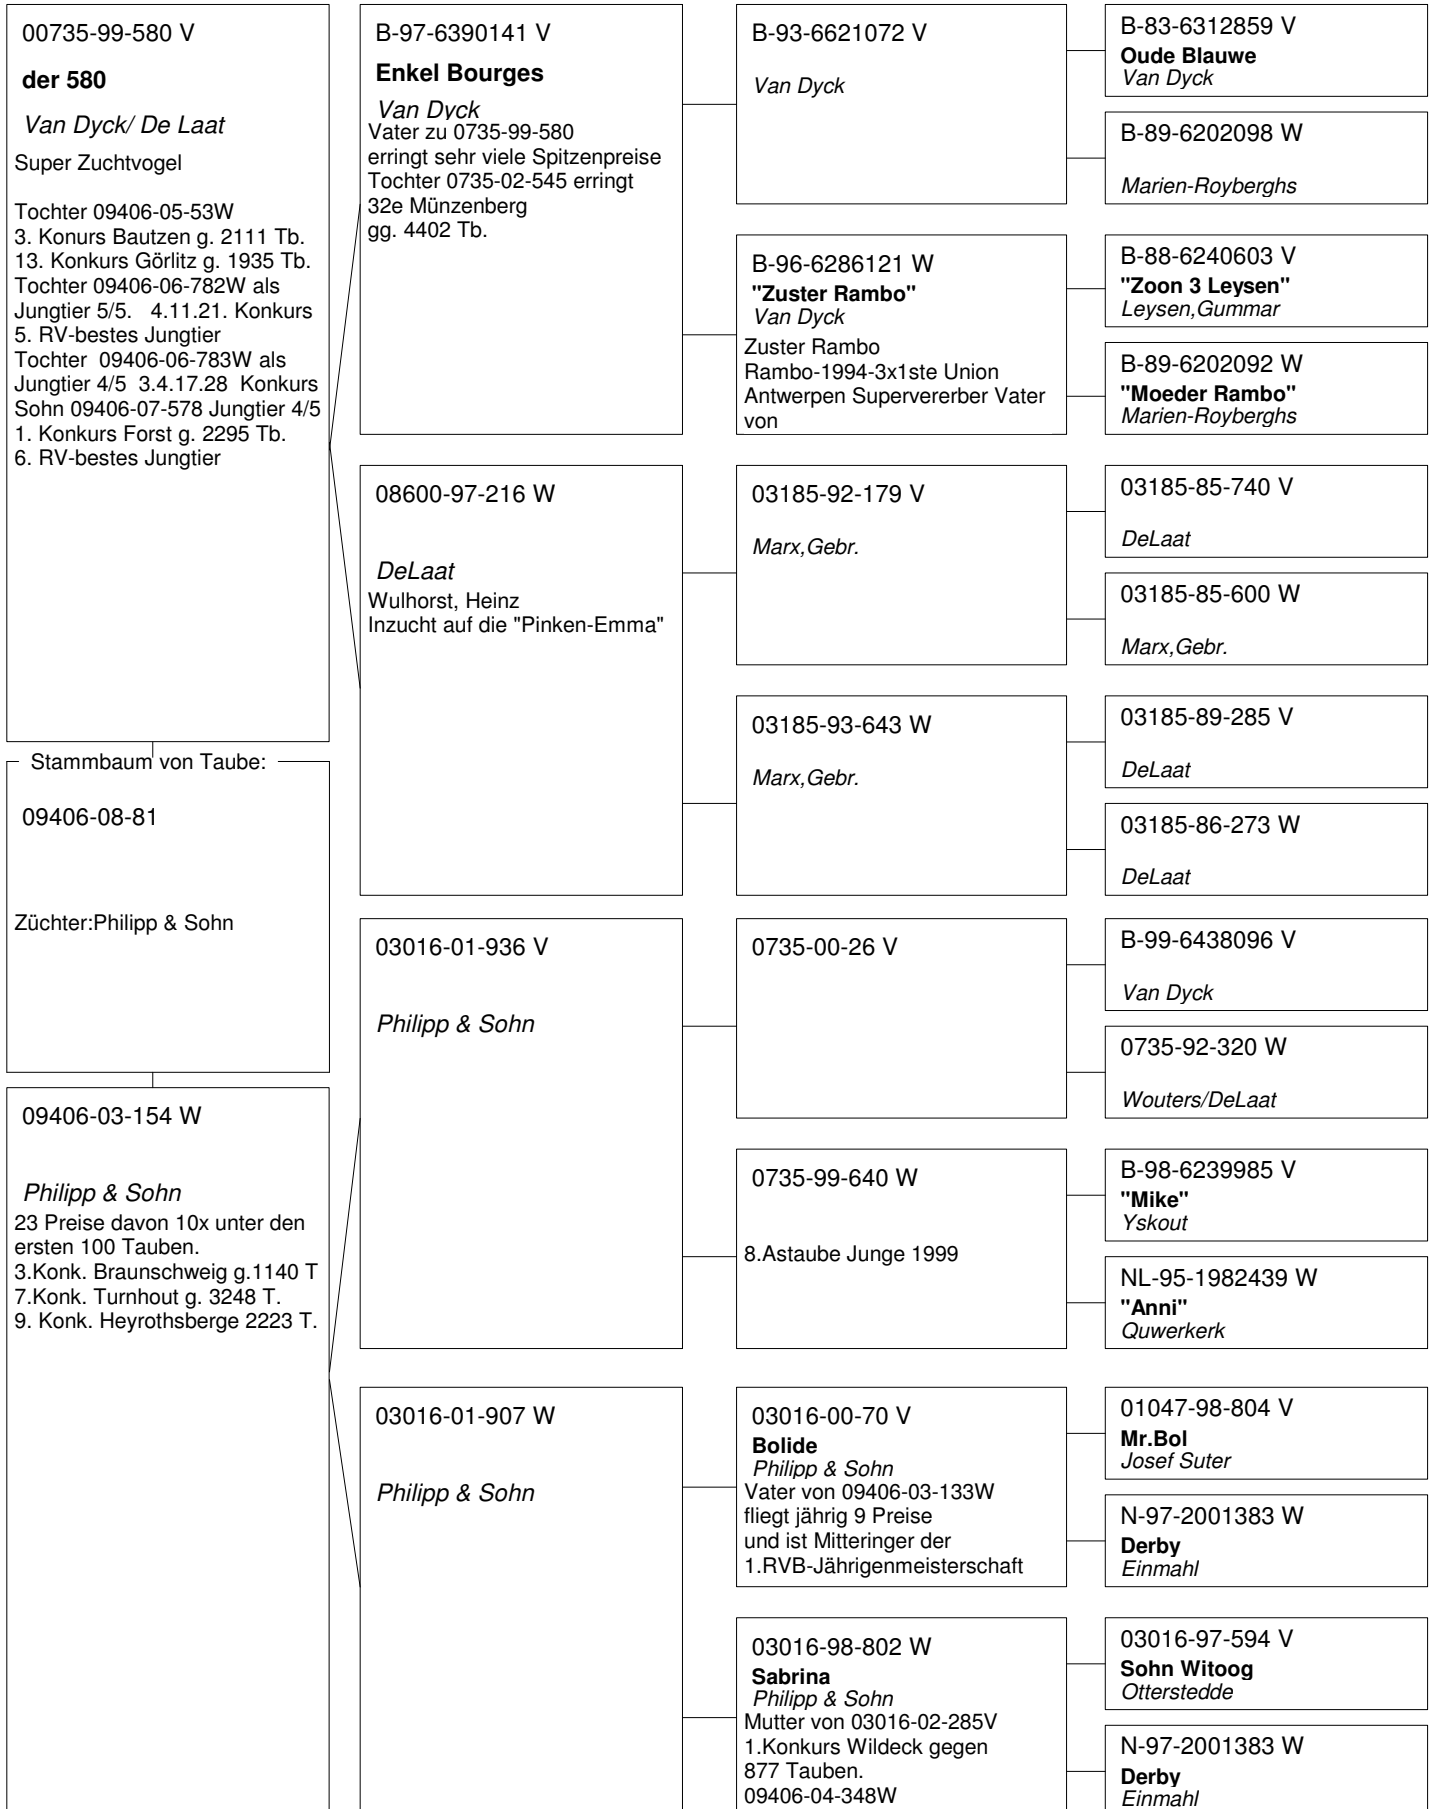 00735-99-580 V
der 580
Van Dyck/ De Laat
Super Zuchtvogel
Tochter 09406-05-53W
3. Konurs Bautzen g. 2111 Tb.
13. Konkurs Görlitz g. 1935 Tb.
Tochter 09406-06-782W als
Jungtier 5/5.   4.11.21. Konkurs
5. RV-bestes Jungtier
Tochter  09406-06-783W als
Jungtier 4/5  3.4.17.28  Konkurs
Sohn 09406-07-578 Jungtier 4/5
1. Konkurs Forst g. 2295 Tb.
6. RV-bestes Jungtier
Stammbaum von Taube:
09406-08-81
Züchter:Philipp & Sohn
09406-03-154 W
Philipp & Sohn
23 Preise davon 10x unter den
ersten 100 Tauben.
3.Konk. Braunschweig g.1140 T
7.Konk. Turnhout g. 3248 T.
9. Konk. Heyrothsberge 2223 T.
B-97-6390141 V
Enkel Bourges
Van Dyck
Vater zu 0735-99-580
erringt sehr viele Spitzenpreise
Tochter 0735-02-545 erringt
32e Münzenberg
gg. 4402 Tb.
08600-97-216 W
DeLaat
Wulhorst, Heinz
Inzucht auf die "Pinken-Emma"
03016-01-936 V
Philipp & Sohn
03016-01-907 W
Philipp & Sohn
B-93-6621072 V
Van Dyck
B-96-6286121 W
"Zuster Rambo"
Van Dyck
Zuster Rambo
Rambo-1994-3x1ste Union
Antwerpen Supervererber Vater
von
03185-92-179 V
Marx,Gebr.
03185-93-643 W
Marx,Gebr.
0735-00-26 V
0735-99-640 W
8.Astaube Junge 1999
03016-00-70 V
Bolide
Philipp & Sohn
Vater von 09406-03-133W
fliegt jährig 9 Preise
und ist Mitteringer der
1.RVB-Jährigenmeisterschaft
03016-98-802 W
Sabrina
Philipp & Sohn
Mutter von 03016-02-285V
1.Konkurs Wildeck gegen
877 Tauben.
09406-04-348W
B-83-6312859 V
Oude Blauwe
Van Dyck
B-89-6202098 W
Marien-Royberghs
B-88-6240603 V
"Zoon 3 Leysen"
Leysen,Gummar
B-89-6202092 W
"Moeder Rambo"
Marien-Royberghs
03185-85-740 V
DeLaat
03185-85-600 W
Marx,Gebr.
03185-89-285 V
DeLaat
03185-86-273 W
DeLaat
B-99-6438096 V
Van Dyck
0735-92-320 W
Wouters/DeLaat
B-98-6239985 V
"Mike"
Yskout
NL-95-1982439 W
"Anni"
Quwerkerk
01047-98-804 V
Mr.Bol
Josef Suter
N-97-2001383 W
Derby
Einmahl
03016-97-594 V
Sohn Witoog
Otterstedde
N-97-2001383 W
Derby
Einmahl